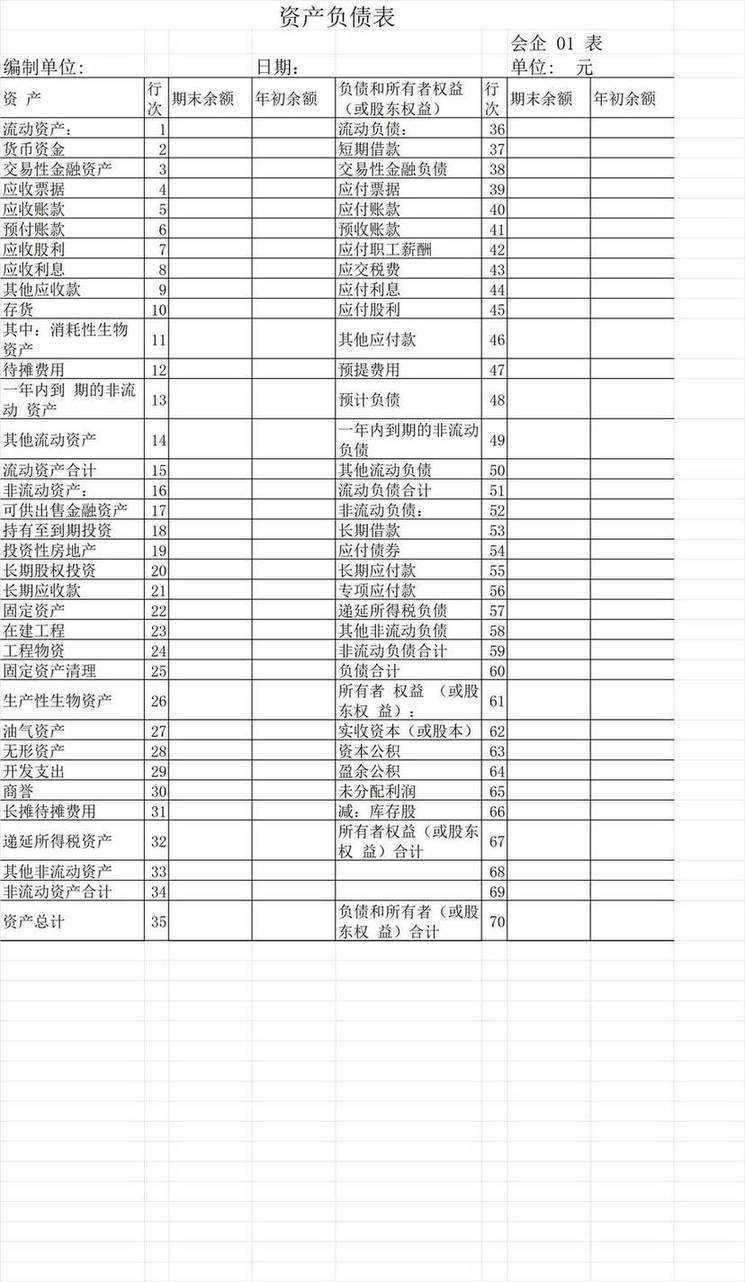 资产负债表
会企 01 表
编制单位: 日期: 单位: 元
资 产 行次 期末余额 年初余额 负债和所有者权益（或股东权益） 行次 期末余额 年初余额
流动资产: 1 流动负债: 36
货币资金 2 短期借款 37
交易性金融资产 3 交易性金融负债 38
应收票据 4 应付票据 39
应收账款 5 应付账款 40
预付账款 6 预收账款 41
应收股利 7 应付职工薪酬 42
应收利息 8 应交税费 43
其他应收款 9 应付利息 44
存货 10 应付股利 45
其中: 消耗性生物资产 11 其他应付款 46
待摊费用 12 预提费用 47
一年内到 期的非流动 资产 13 预计负债 48
其他流动资产 14 一年内到期的非流动负债 49
流动资产合计 15 其他流动负债 50
非流动资产: 16 流动负债合计 51
可供出售金融资产 17 非流动负债: 52
持有至到期投资 18 长期借款 53
投资性房地产 19 应付债券 54
长期股权投资 20 长期应付款 55
长期应收款 21 专项应付款 56
固定资产 22 递延所得税负债 57
在建工程 23 其他非流动负债 58
工程物资 24 非流动负债合计 59
固定资产清理 25 负债合计 60
生产性生物资产 26 所有者 权益 （或股东权 益）: 61
油气资产 27 实收资本（或股本） 62
无形资产 28 资本公积 63
开发支出 29 盈余公积 64
商誉 30 未分配利润 65
长摊待摊费用 31 减: 库存股 66
递延所得税资产 32 所有者权益（或股东权 益）合计 67
其他非流动资产 33 68
非流动资产合计 34 69
资产总计 35 负债和所有者（或股东权 益）合计 70